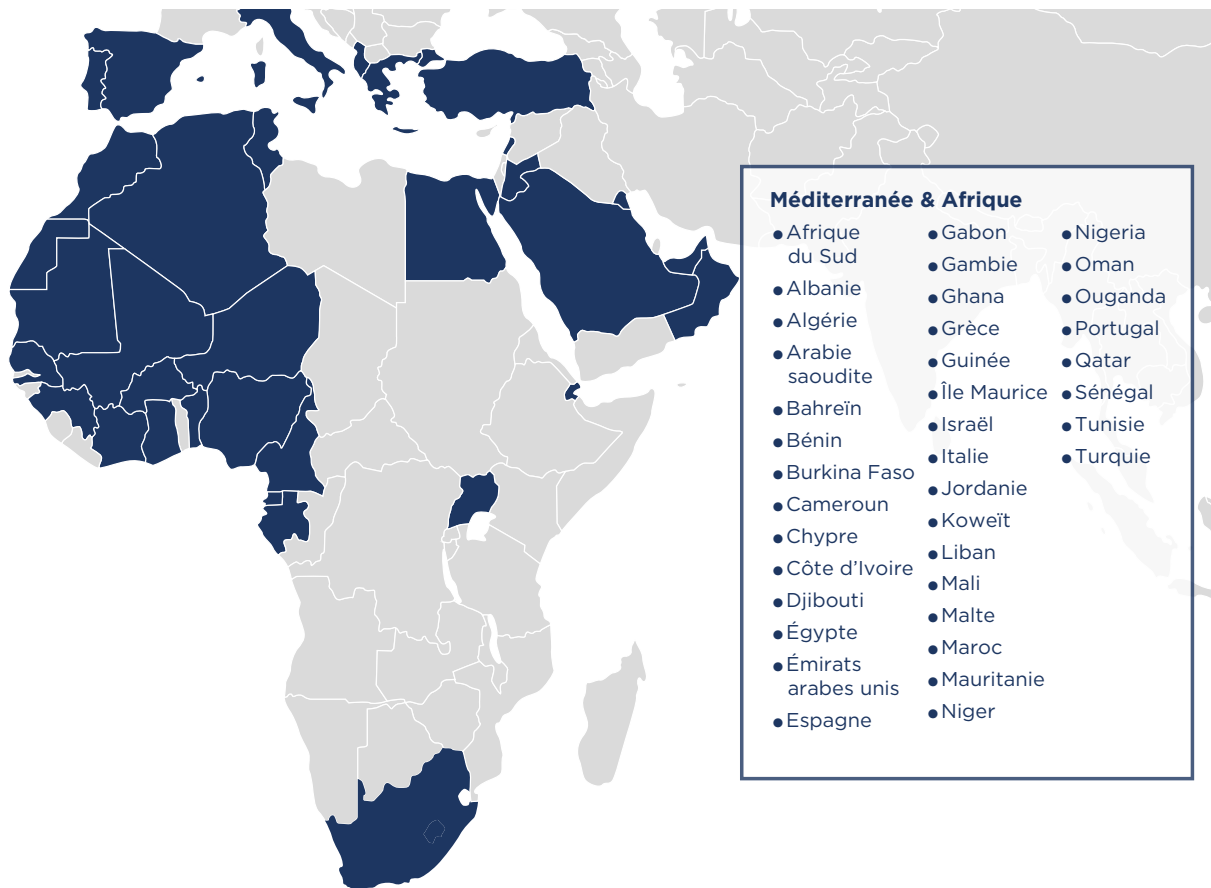 Méditerranée & Afrique
• Afrique
du Sud
• Albanie
• Algérie
• Arabie
saoudite
• Bahreïn
• Bénin
• Burkina Faso
• Cameroun
• Chypre
• Côte d’Ivoire
• Djibouti
• Égypte
• Émirats
arabes unis
• Espagne
• Gabon
• Gambie
• Ghana
• Grèce
• Guinée
• Île Maurice
• Israël
• Italie
• Jordanie
• Koweït
• Liban
• Mali
• Malte
• Maroc
• Mauritanie
• Niger
• Nigeria
• Oman
• Ouganda
• Portugal
• Qatar
• Sénégal
• Tunisie
• Turquie